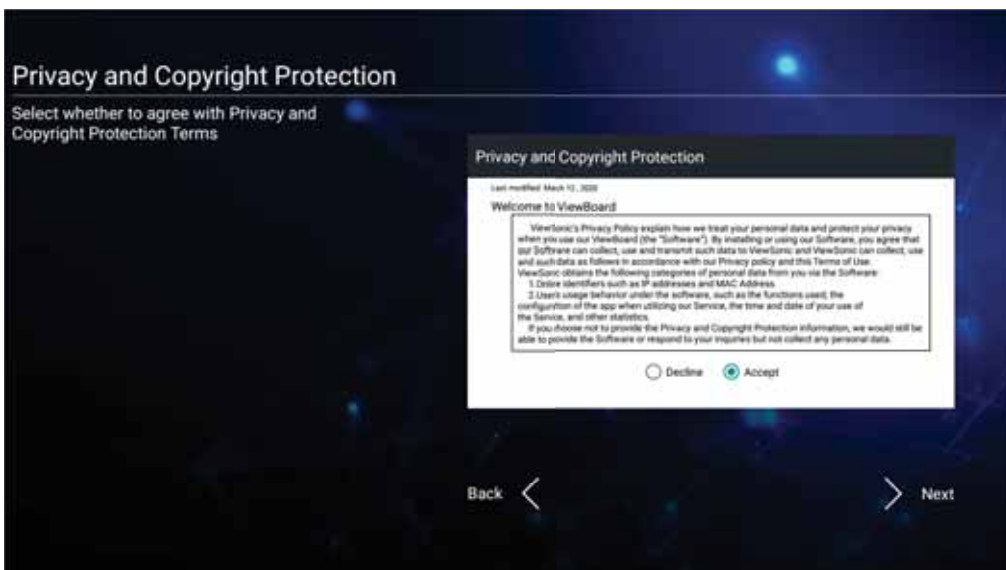 Privacy and Copyright Protection
Select whether to agree with Privacy and
Copyright Protection Terms
Privacy and Copyright Protection
Last modified: March 12, 2020
Welcome to ViewBoard
ViewSonic's Privacy Policy explain how we treat your personal data and protect your privacy
when you use our ViewBoard (the "Software"). By installing or using our Software, you agree that
our Software can collect, use and transmit such data to ViewSonic and ViewSonic can collect, use
and such data as follows in accordance with our Privacy policy and this Terms of Use.
ViewSonic obtains the following categories of personal data from you via the Software:
1.Online identifiers such as IP addresses and MAC Address.
2.Users usage behavior under the software, such as the functions used, the
configurtion of the app when utilizing our Service, the time and date of your use of
the Service, and other statistics.
If you choose not to provide the Privacy and Copyright Protection information, we would still be
able to provide the Software or respond to your inquiries but not collect any personal data.
Decline Accept
Back Next